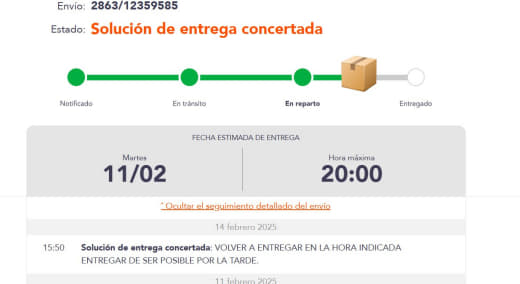 Envío: 2863/12359585
Estado: Solución de entrega concertada
Notificado En tránsito En reparto Entregado
FECHA ESTIMADA DE ENTREGA
Martes Hora máxima
11/02 20:00
ˆ Ocultar el seguimiento detallado del envío
14 febrero 2025
15:50 Solución de entrega concertada: VOLVER A ENTREGAR EN LA HORA INDICADA
ENTREGAR DE SER POSIBLE POR LA TARDE.
11 febrero 2025